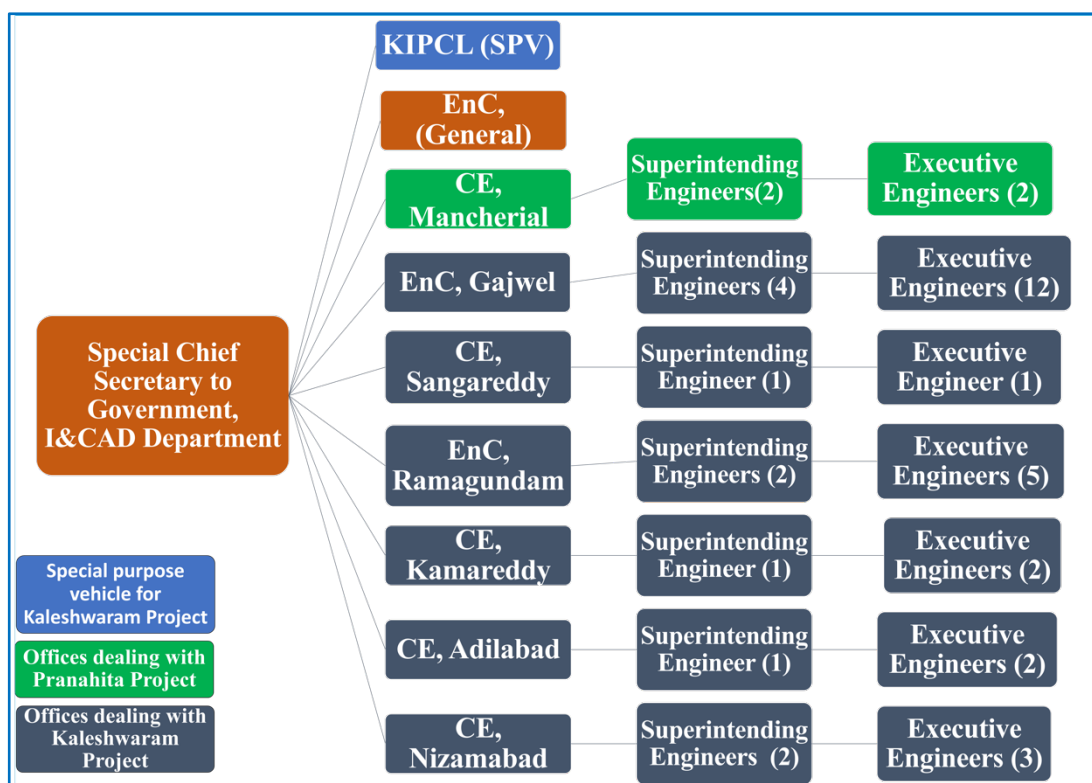 KIPCL (SPV)
EnC,
(General)
CE,
Mancherial
Superintending
Engineers(2)
Executive
Engineers (2)
EnC, Gajwel
Superintending
Engineers (4)
Executive
Engineers (12)
Special Chief
Secretary to
Government,
I&CAD Department
CE,
Sangareddy
Superintending
Engineer (1)
Executive
Engineer (1)
EnC,
Ramagundam
Superintending
Engineers (2)
Executive
Engineers (5)
CE,
Kamareddy
Superintending
Engineer (1)
Executive
Engineers (2)
CE, Adilabad
Superintending
Engineer (1)
Executive
Engineers (2)
CE,
Nizamabad
Superintending
Engineers (2)
Executive
Engineers (3)
Special purpose
vehicle for
Kaleshwaram Project
Offices dealing with
Pranahita Project
Offices dealing with
Kaleshwaram
Project